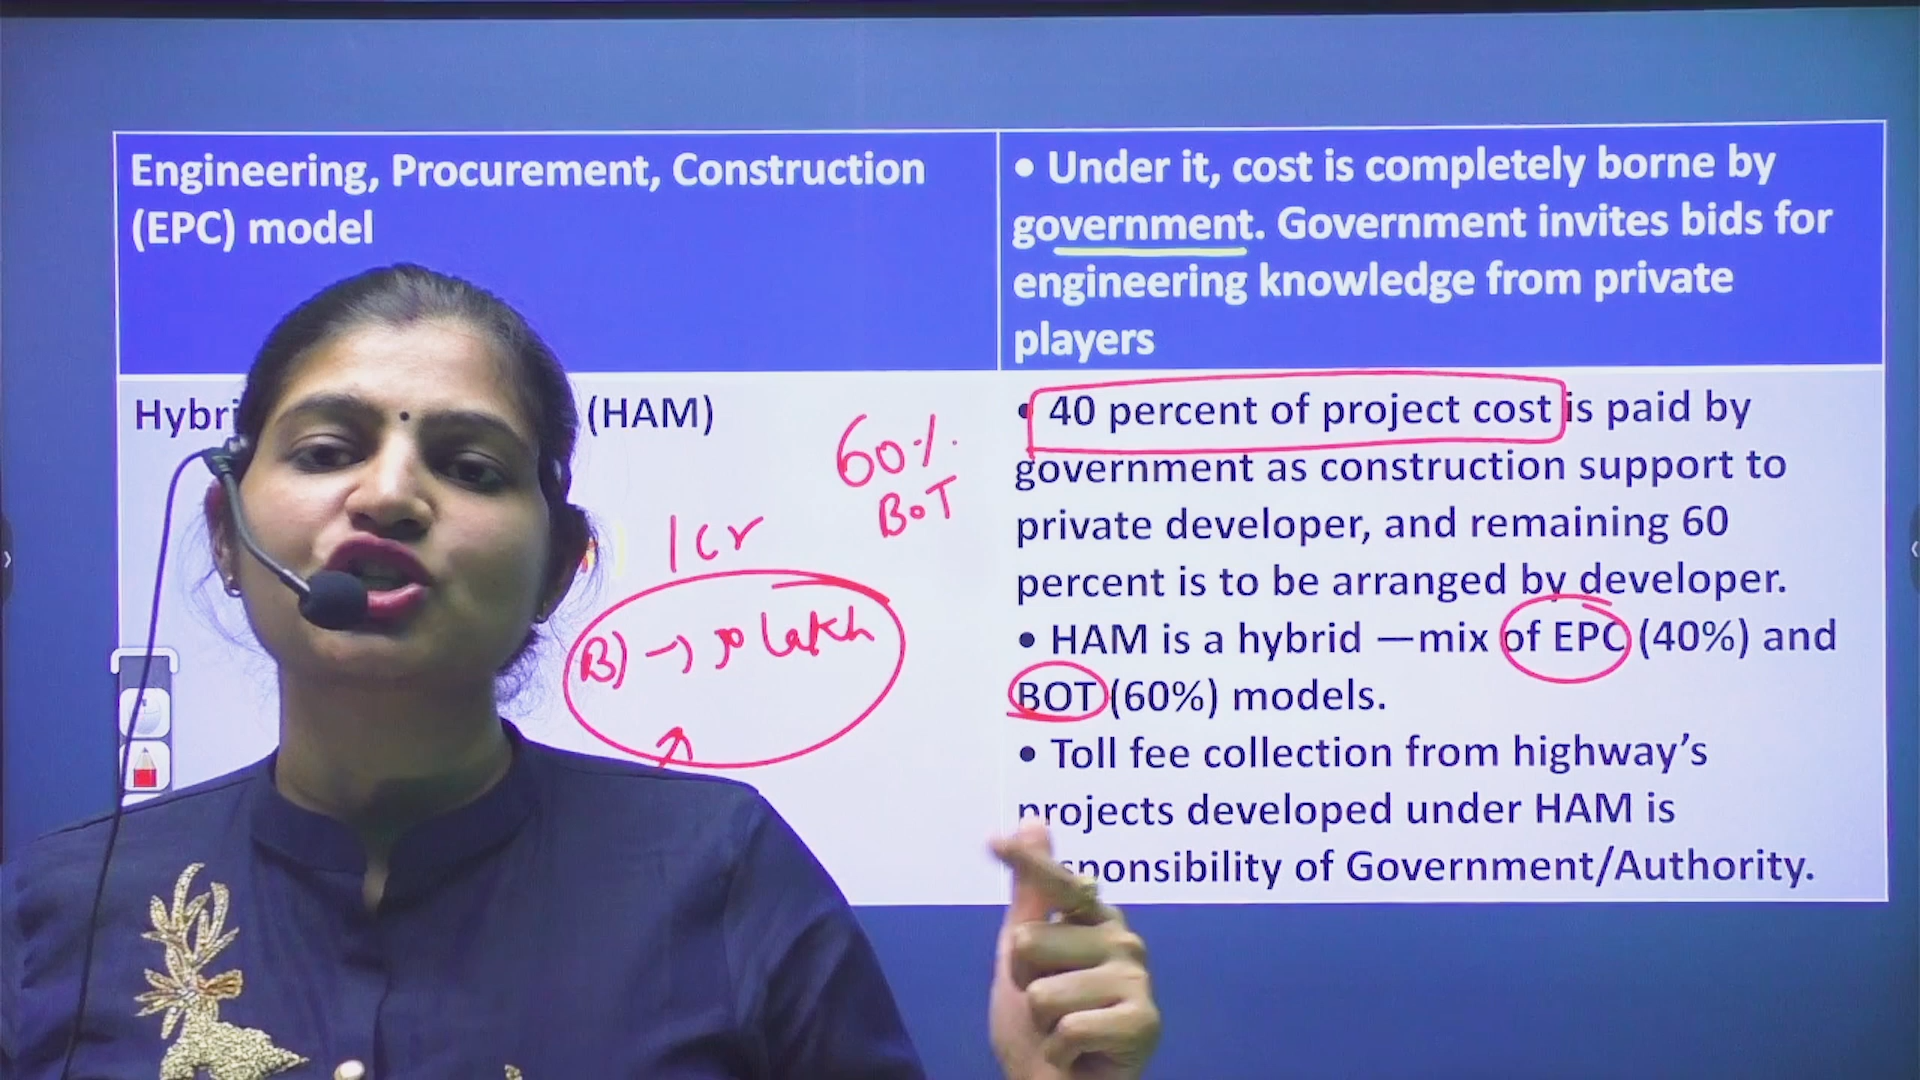 Engineering, Procurement, Construction
(EPC) model
• Under it, cost is completely borne by
government. Government invites bids for
engineering knowledge from private
players
(HAM)
• 40 percent of project cost is paid by
government as construction support to
private developer, and remaining 60
percent is to be arranged by developer.
• HAM is a hybrid —mix of EPC (40%) and
BOT (60%) models.
• Toll fee collection from highway’s
projects developed under HAM is
of Government/Authority.
60%
BOT
1 cr
B) → lakh